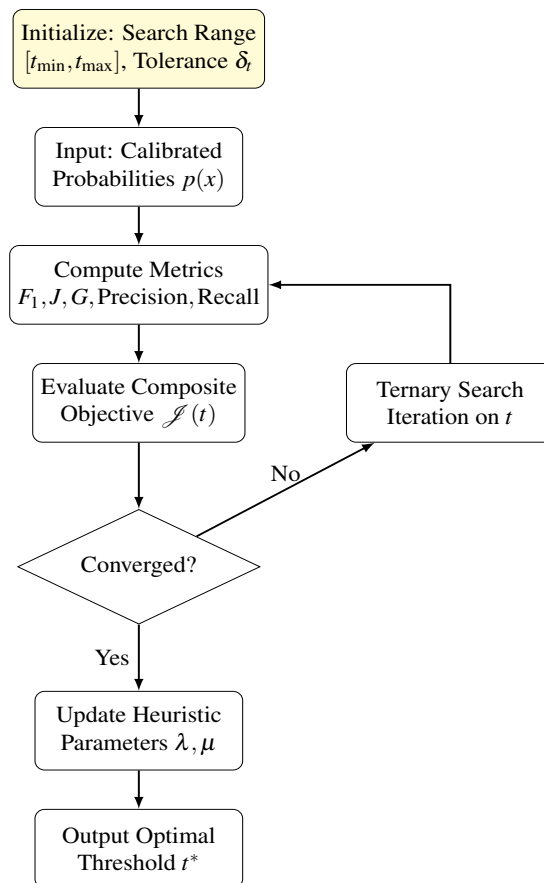 Initialize: Search Range
[t_min, t_max], Tolerance δ_t
Input: Calibrated
Probabilities p(x)
Compute Metrics
F_1, J, G, Precision, Recall
Evaluate Composite
Objective 𝒥(t)
Ternary Search
Iteration on t
No
Converged?
Yes
Update Heuristic
Parameters λ, μ
Output Optimal
Threshold t*